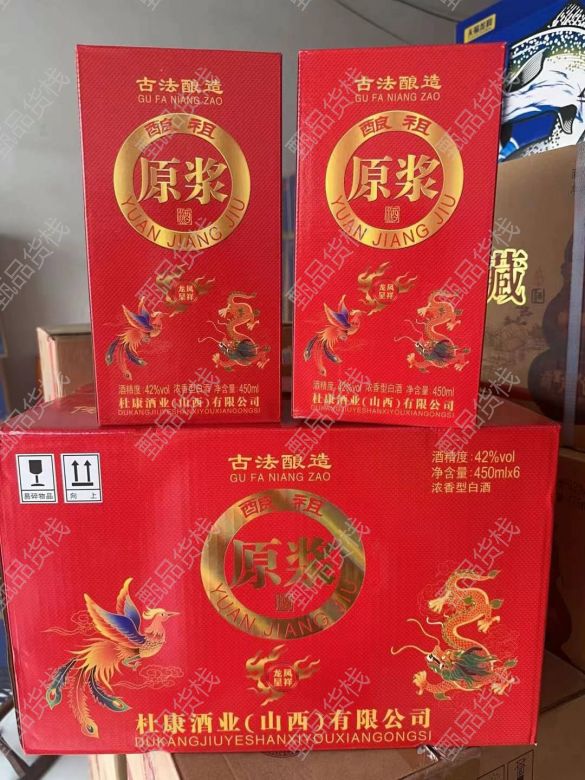 古法酿造
GU FA NIANG ZAO
酿祖
原浆
酒
YUAN JIANG JIU
龙凤
呈祥
酒精度:42%vol 浓香型白酒 净含量:450ml
杜康酒业(山西)有限公司
DUKANGJIUYESHANXIYOUXIANGONGSI
古法酿造
GU FA NIANG ZAO
酿祖
原浆
酒
YUAN JIANG JIU
龙凤
呈祥
酒精度:42%vol 浓香型白酒 净含量:450ml
杜康酒业(山西)有限公司
DUKANGJIUYESHANXIYOUXIANGONGSI
藏
易碎物品
向上
古法酿造
GU FA NIANG ZAO
酒精度:42%vol
净含量:450mlx6
浓香型白酒
酿祖
原浆
酒
YUAN JIANG JIU
龙凤
呈祥
杜康酒业(山西)有限公司
DUKANGJIUYESHANXIYOUXIANGONGSI
甄品货栈